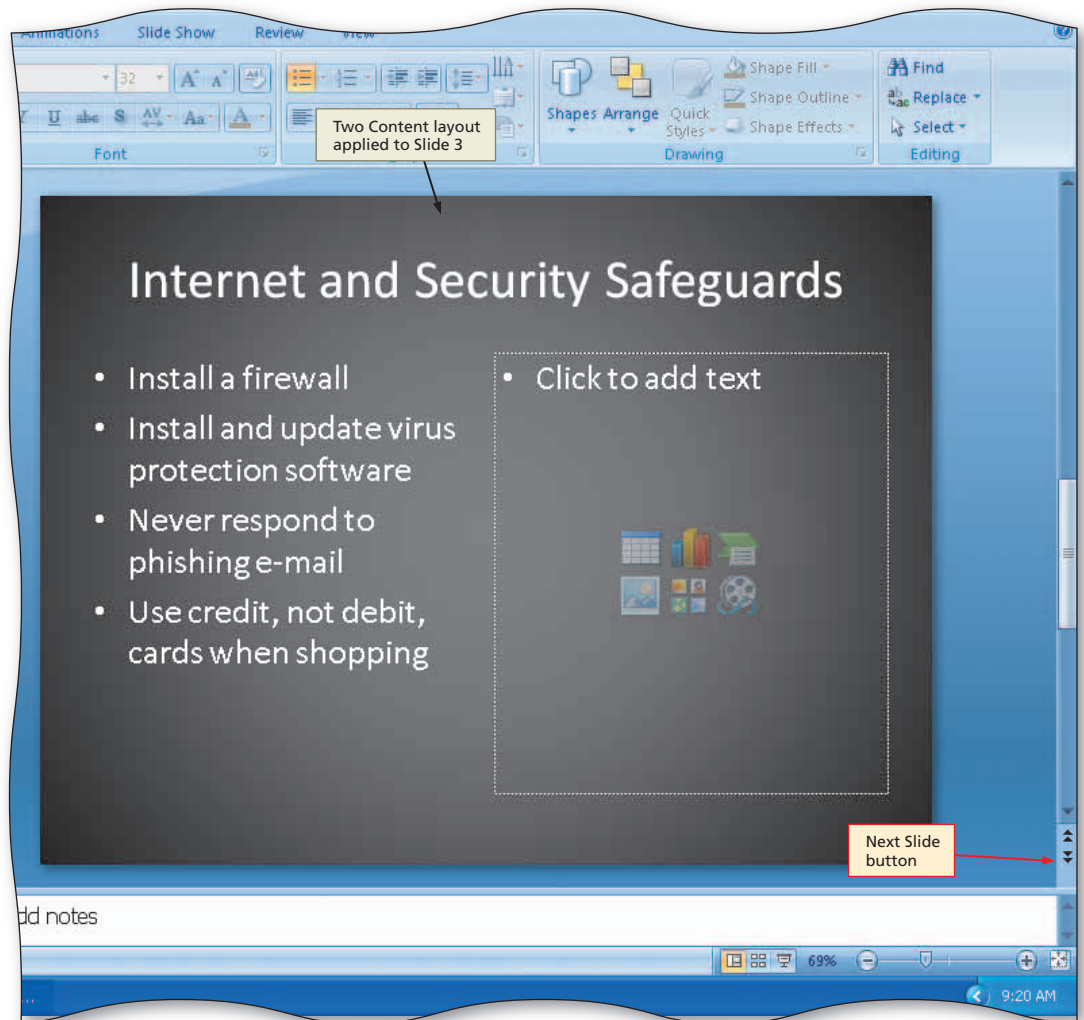 Animations Slide Show Review View
32 A A
U abe S AV Aa A
Shapes Arrange Quick Styles
Shape Fill
Shape Outline
Shape Effects
Find
Replace
Select
Font
Drawing
Editing
Two Content layout
applied to Slide 3
Internet and Security Safeguards
• Install a firewall
• Install and update virus
protection software
• Never respond to
phishing e-mail
• Use credit, not debit,
cards when shopping
• Click to add text
Next Slide
button
dd notes
69%
9:20 AM